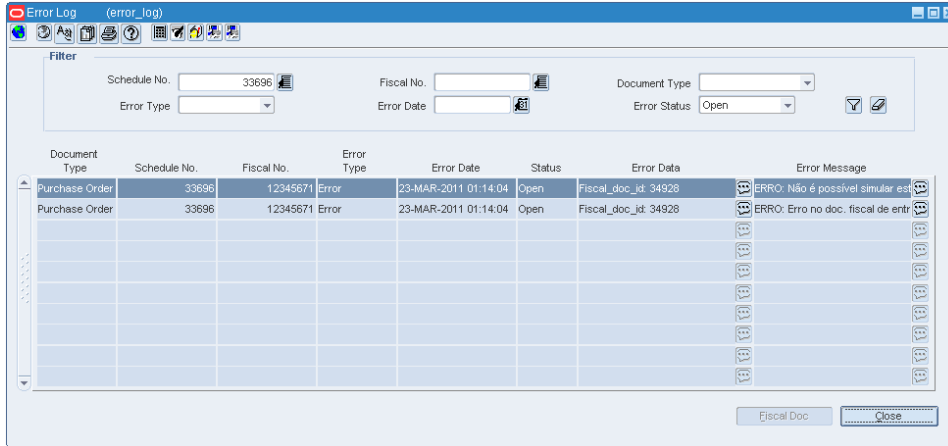 Error Log (error_log)
Filter
Schedule No. 33696 Fiscal No. Document Type
Error Type Error Date Error Status Open
Document Type Schedule No. Fiscal No. Error Type Error Date Status Error Data Error Message
Purchase Order 33696 12345671 Error 23-MAR-2011 01:14:04 Open Fiscal_doc_id: 34928 ERRO: Não é possível simular est
Purchase Order 33696 12345671 Error 23-MAR-2011 01:14:04 Open Fiscal_doc_id: 34928 ERRO: Erro no doc. fiscal de entr
Fiscal Doc Close